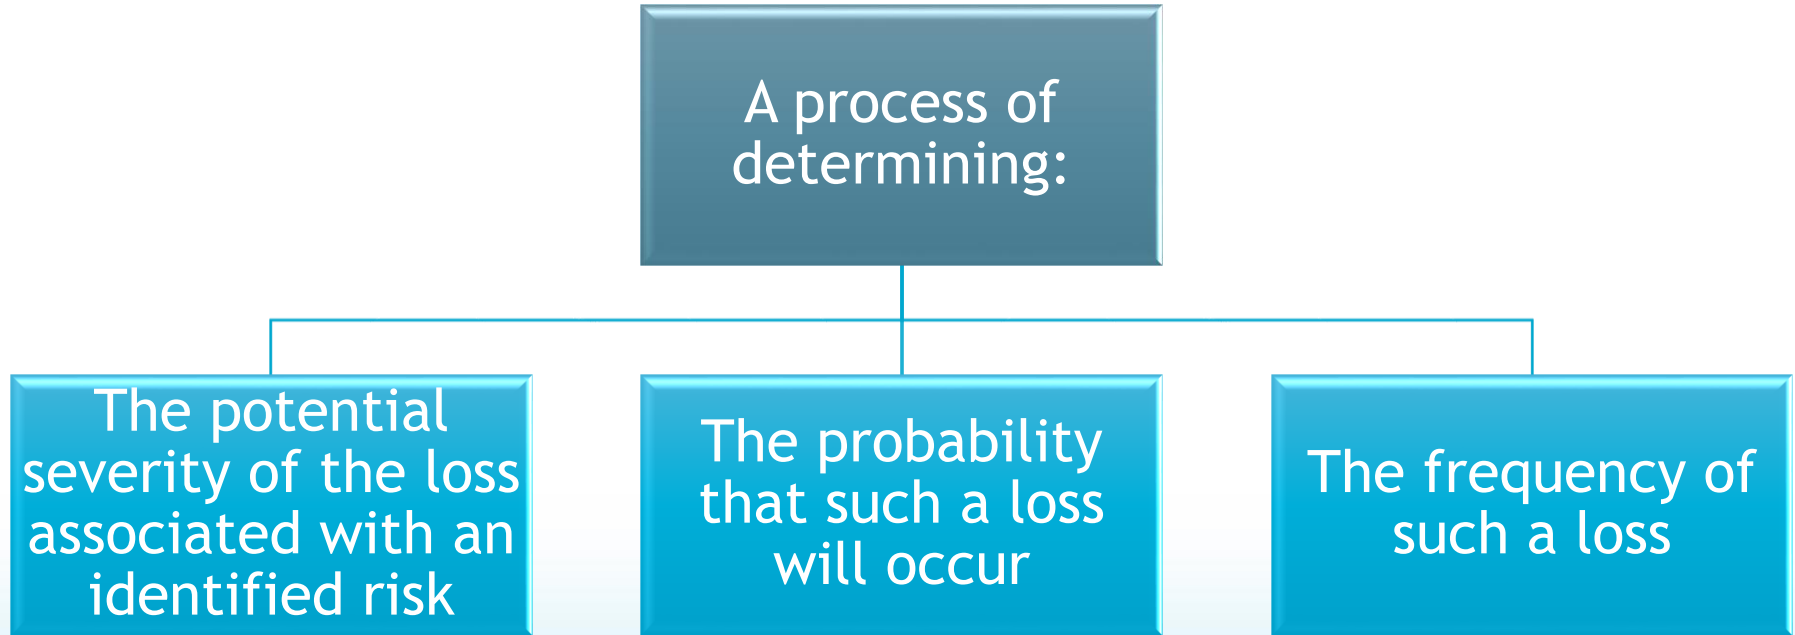 A process of
determining:
The potential
severity of the loss
associated with an
identified risk
The probability
that such a loss
will occur
The frequency of
such a loss